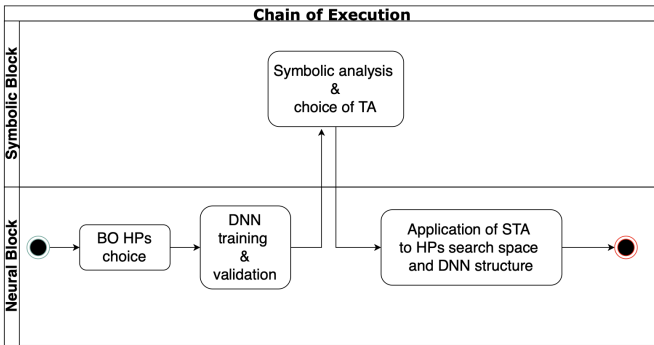 Chain of Execution
Symbolic Block
Symbolic analysis
&
choice of TA
Neural Block
BO HPs
choice
DNN
training
&
validation
Application of STA
to HPs search space
and DNN structure